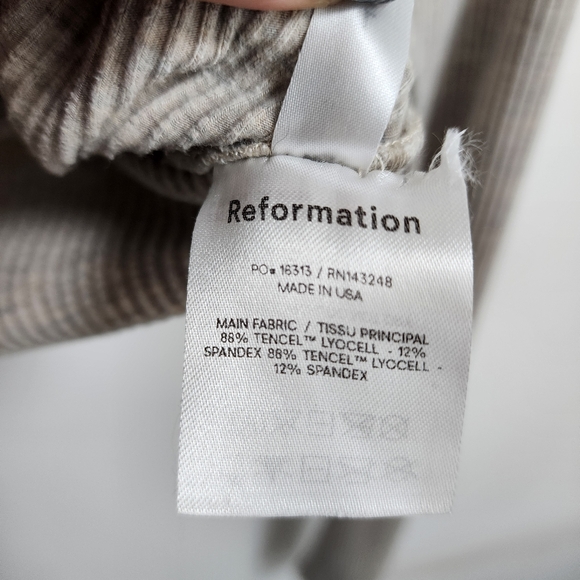 Reformation
PO# 16313 / RN143248
MADE IN USA
MAIN FABRIC / TISSU PRINCIPAL
88% TENCEL™ LYOCELL - 12%
SPANDEX 88% TENCEL™ LYOCELL -
12% SPANDEX